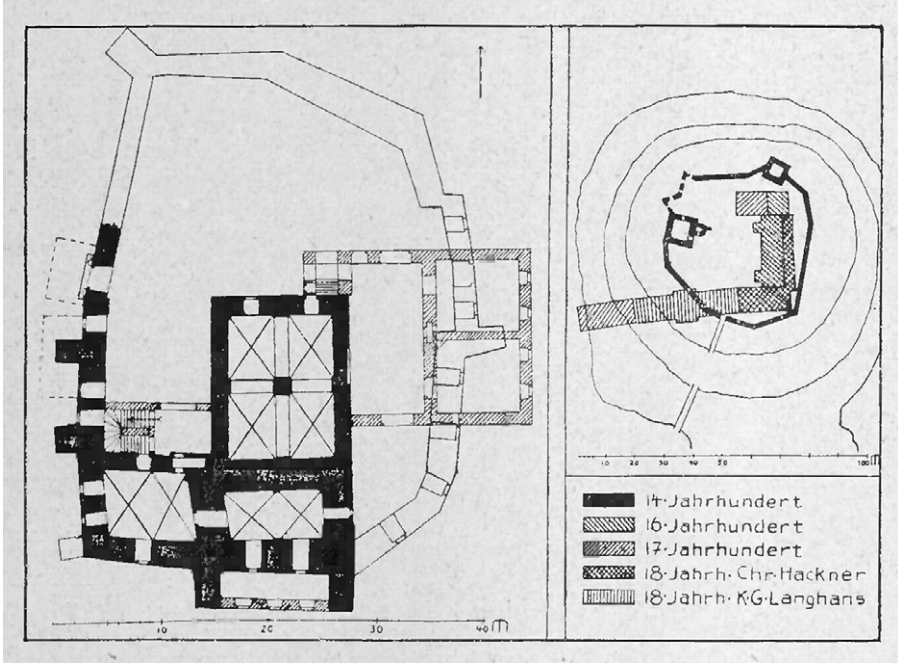 10 20 30 40 m
10 20 30 40 50 100 m
14·Jahrhundert
16·Jahrhundert
17·Jahrhundert
18·Jahrh. Chr. Hackner
18·Jahrh. K·G·Langhans